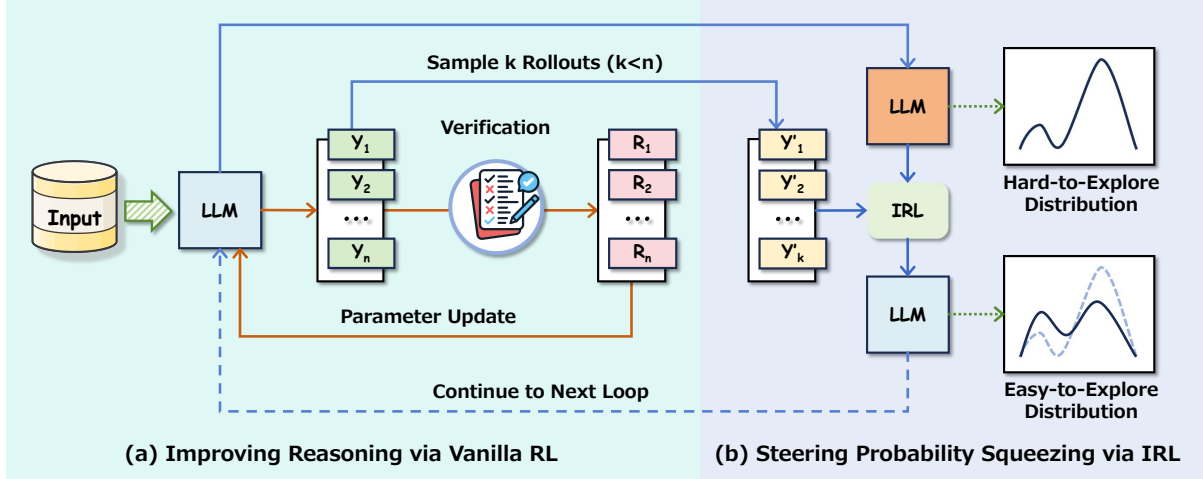 Sample k Rollouts (k<n)
Verification
Input
LLM
Y1
Y2
...
Yn
R1
R2
...
Rn
Parameter Update
Continue to Next Loop
(a) Improving Reasoning via Vanilla RL
Y'1
Y'2
...
Y'k
LLM
IRL
LLM
Hard-to-Explore
Distribution
Easy-to-Explore
Distribution
(b) Steering Probability Squeezing via IRL